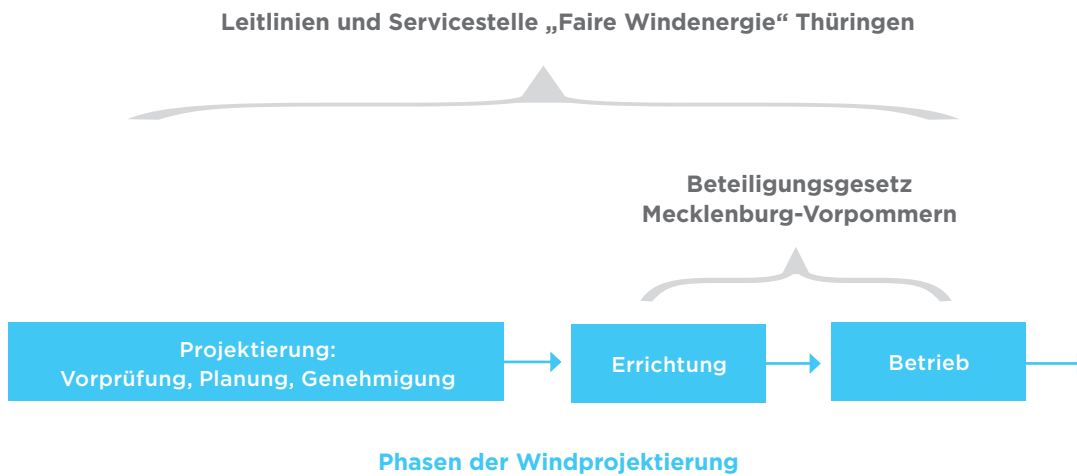 Leitlinien und Servicestelle „Faire Windenergie“ Thüringen
Beteiligungsgesetz
Mecklenburg-Vorpommern
Projektierung:
Vorprüfung, Planung, Genehmigung
Errichtung
Betrieb
Phasen der Windprojektierung